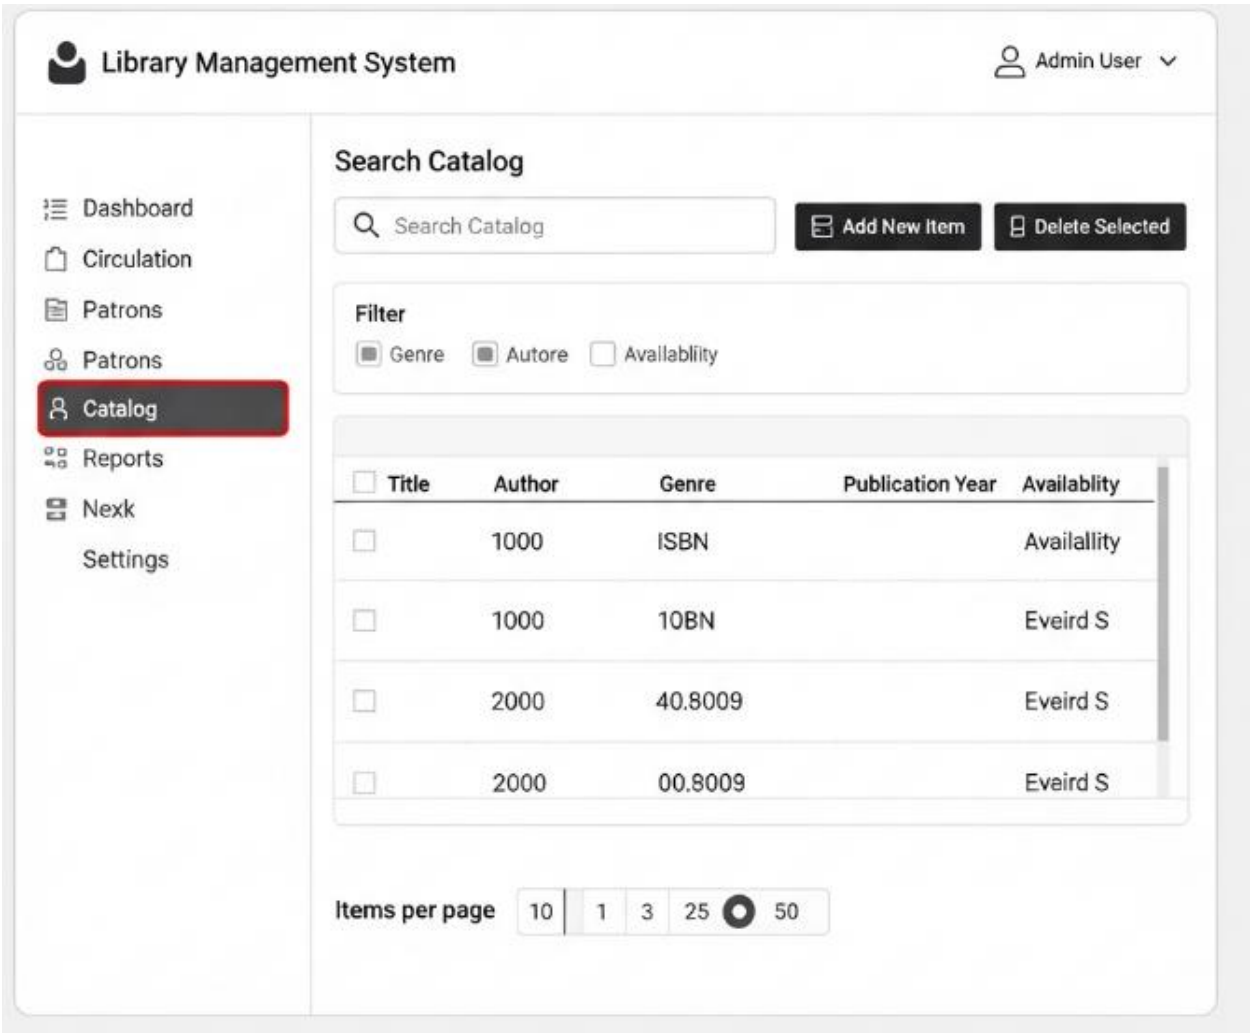 Library Management System
Admin User
Dashboard
Circulation
Patrons
Patrons
Catalog
Reports
Nexk
Settings
Search Catalog
Search Catalog
Add New Item
Delete Selected
Filter
Genre Autore Availabliity
Title Author Genre Publication Year Availablity
1000 ISBN Availallity
1000 10BN Eveird S
2000 40.8009 Eveird S
2000 00.8009 Eveird S
Items per page 10 1 3 25 50